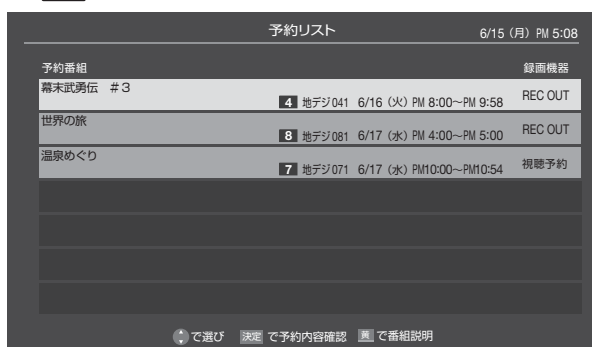 予約リスト 6/15（月）PM 5:08
予約番組 録画機器
幕末武勇伝 #3
4 地デジ041 6/16（火）PM 8:00〜PM 9:58 REC OUT
世界の旅
8 地デジ081 6/17（水）PM 4:00〜PM 5:00 REC OUT
温泉めぐり
7 地デジ071 6/17（水）PM10:00〜PM10:54 視聴予約
で選び 決定 で予約内容確認 黄 で番組説明